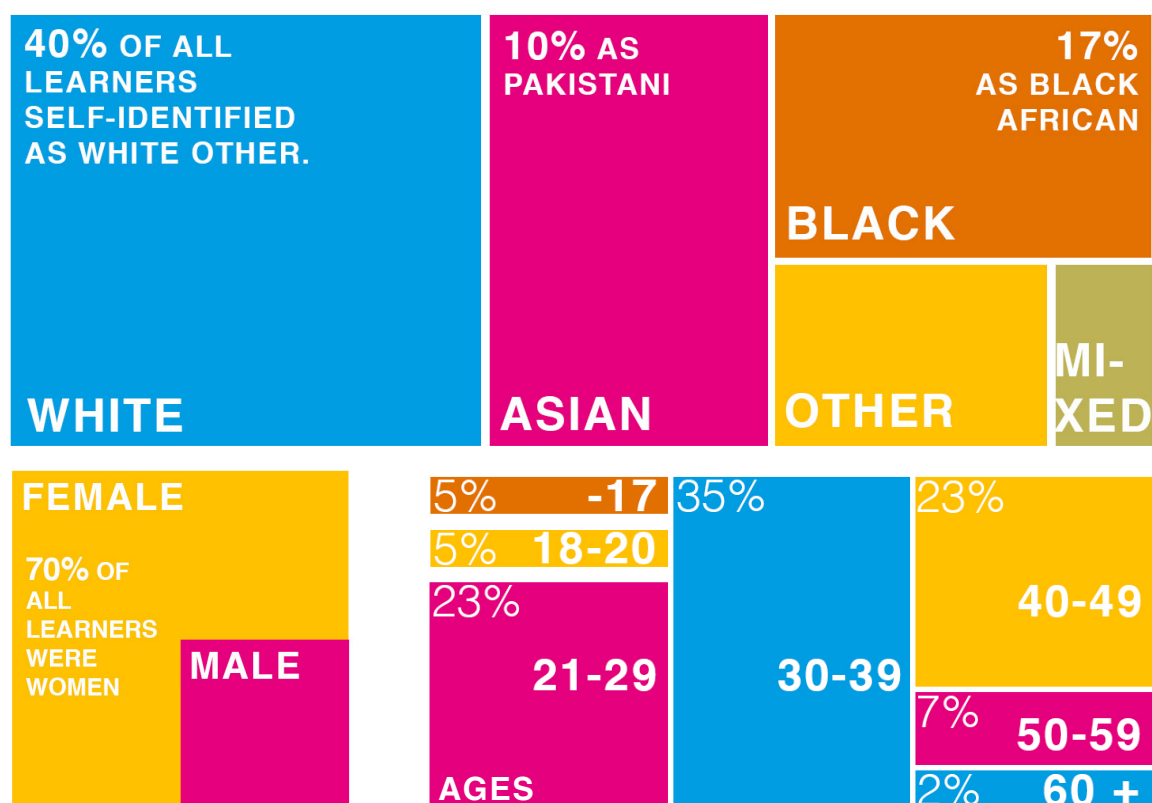 40% OF ALL
LEARNERS
SELF-IDENTIFIED
AS WHITE OTHER.
WHITE
10% AS
PAKISTANI
ASIAN
17%
AS BLACK
AFRICAN
BLACK
OTHER
MI-
XED
FEMALE
70% OF
ALL
LEARNERS
WERE
WOMEN
MALE
5% -17
5% 18-20
23%
21-29
AGES
35%
30-39
23%
40-49
7%
50-59
2% 60 +